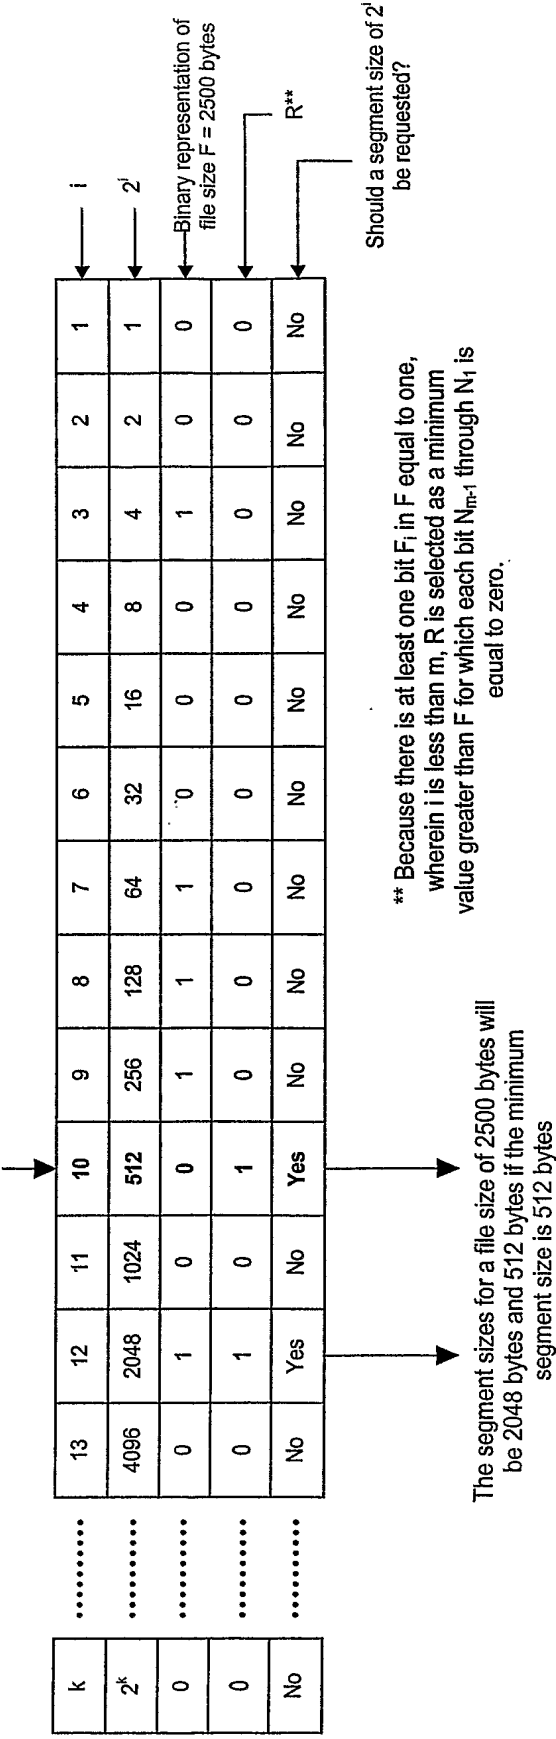 k .......... 13 12 11 10 9 8 7 6 5 4 3 2 1 i
2^k .......... 4096 2048 1024 512 256 128 64 32 16 8 4 2 1 2^i
0 .......... 0 1 0 0 1 1 1 0 0 0 1 0 0
Binary representation of
file size F = 2500 bytes
0 .......... 0 1 0 1 0 0 0 0 0 0 0 0 0 R**
No .......... No Yes No Yes No No No No No No No No No
Should a segment size of 2^i
be requested?
The segment sizes for a file size of 2500 bytes will
be 2048 bytes and 512 bytes if the minimum
segment size is 512 bytes
** Because there is at least one bit F_i in F equal to one,
wherein i is less than m, R is selected as a minimum
value greater than F for which each bit N_m-1 through N_1 is
equal to zero.